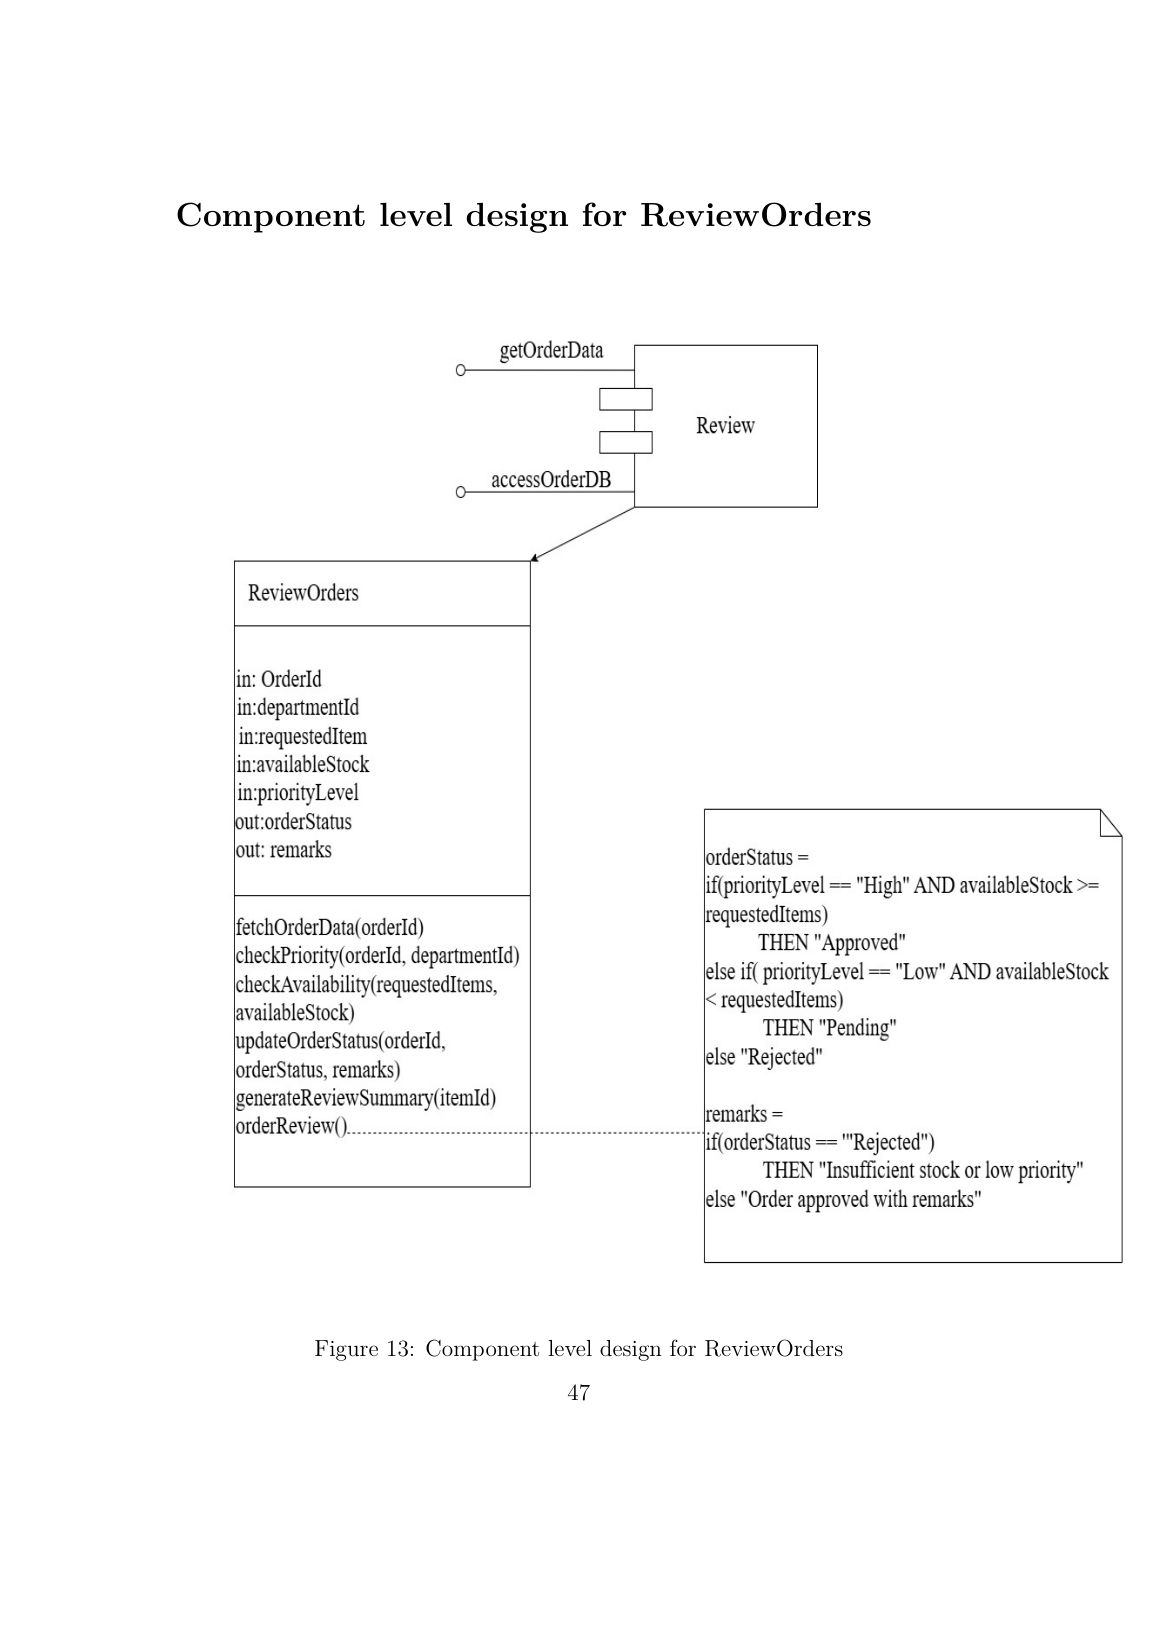 Component level design for ReviewOrders
getOrderData
Review
accessOrderDB
ReviewOrders
in: OrderId
in:departmentId
in:requestedItem
in:availableStock
in:priorityLevel
out:orderStatus
out: remarks
fetchOrderData(orderId)
checkPriority(orderId, departmentId)
checkAvailability(requestedItems,
availableStock)
updateOrderStatus(orderId,
orderStatus, remarks)
generateReviewSummary(itemId)
orderReview()
orderStatus =
if(priorityLevel == "High" AND availableStock >=
requestedItems)
THEN "Approved"
else if( priorityLevel == "Low" AND availableStock
< requestedItems)
THEN "Pending"
else "Rejected"
remarks =
if(orderStatus == '"Rejected")
THEN "Insufficient stock or low priority"
else "Order approved with remarks"
Figure 13: Component level design for ReviewOrders
47